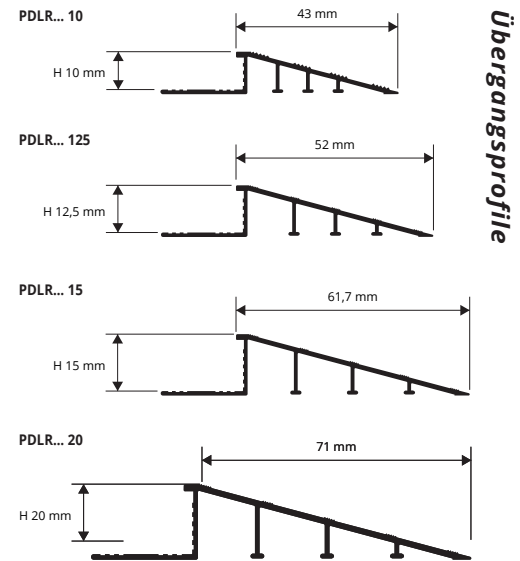 PDLR... 10
43 mm
H 10 mm
PDLR... 125
52 mm
H 12,5 mm
PDLR... 15
61,7 mm
H 15 mm
PDLR... 20
71 mm
H 20 mm
Übergangsprofile